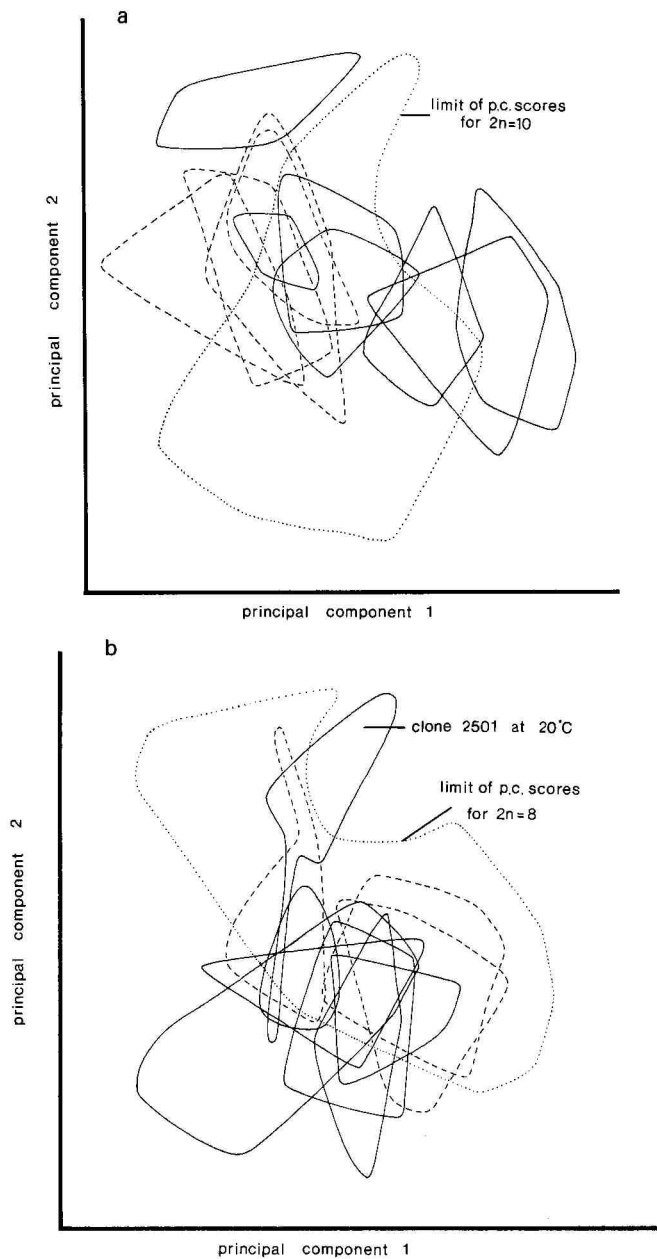 a
limit of p.c. scores
for 2n=10
principal component 2
principal component 1
b
clone 2501 at 20°C
limit of p.c. scores
for 2n=8
principal component 2
principal component 1